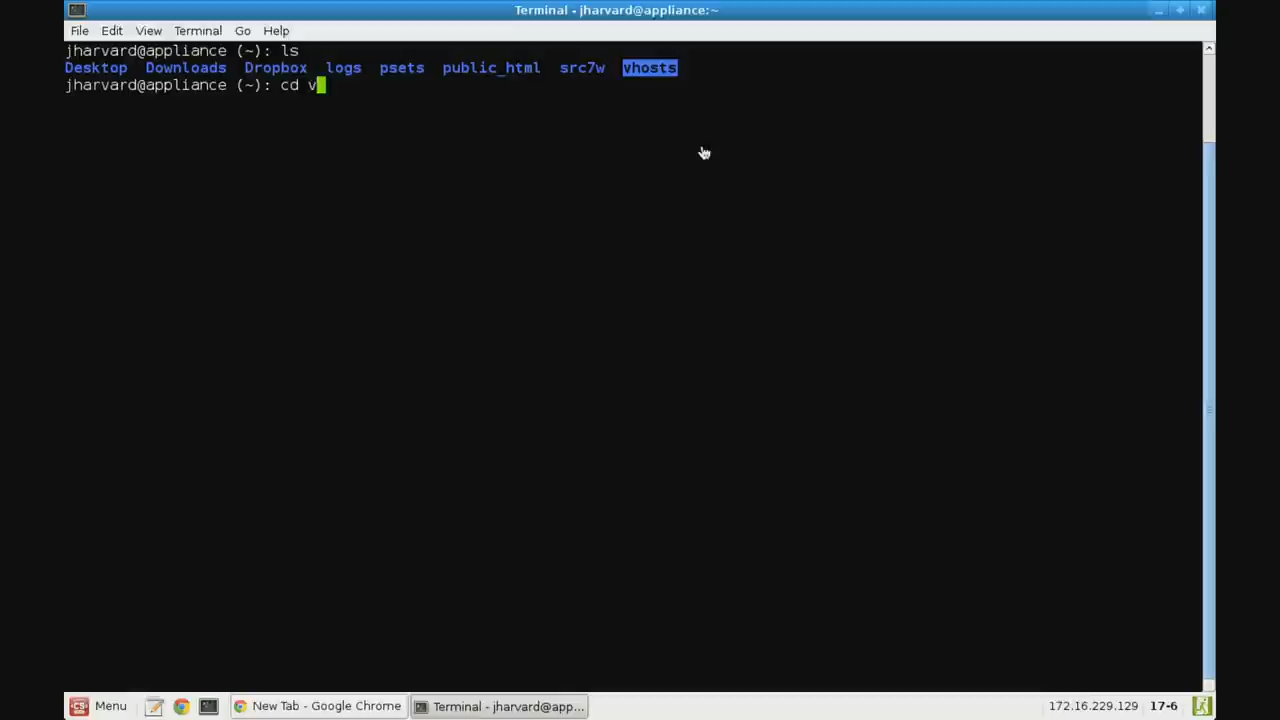 Terminal - jharvard@appliance:~
File Edit View Terminal Go Help
jharvard@appliance (~): ls
Desktop Downloads Dropbox logs psets public_html src7w vhosts
jharvard@appliance (~): cd v
Menu New Tab - Google Chrome Terminal - jharvard@app... 172.16.229.129 17-6